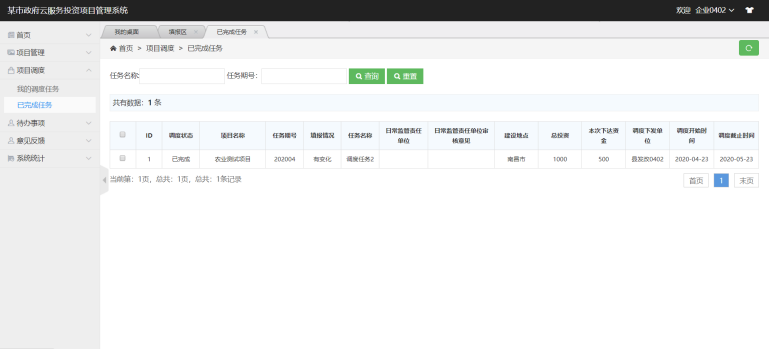 某市政府云服务投资项目管理系统
欢迎 企业0402
首页
项目管理
项目调度
我的调度任务
已完成任务
待办事项
意见反馈
系统统计
我的桌面 填报区 × 已完成任务 ×
首页 > 项目调度 > 已完成任务
任务名称: 任务期号: 查询 重置
共有数据：1 条
ID 调度状态 项目名称 任务期号 填报情况 任务名称 日常监管责任单位 日常监管责任单位审核意见 建设地点 总投资 本次下达资金 调度下发单位 调度开始时间 调度截止时间
1 已完成 农业测试项目 202004 有变化 调度任务2 南昌市 1000 500 县发改0402 2020-04-23 2020-05-23
当前第：1页，总共：1页，总共：1条记录
首页 1 末页